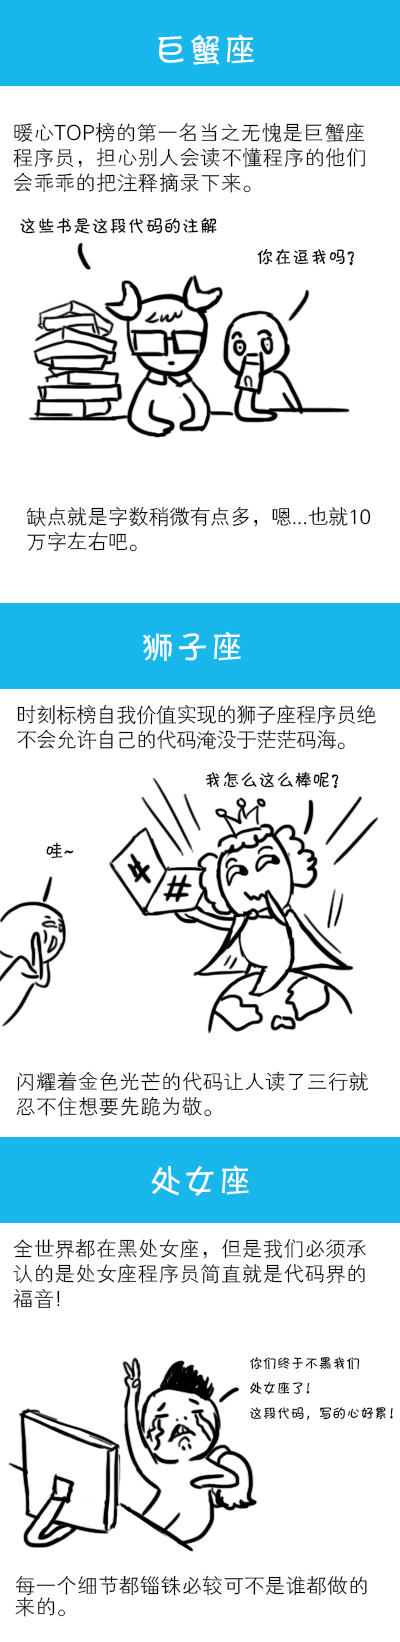 巨蟹座
暖心TOP榜的第一名当之无愧是巨蟹座
程序员，担心别人会读不懂程序的他们
会乖乖的把注释摘录下来。
这些书是这段代码的注解
你在逗我吗？
缺点就是字数稍微有点多，嗯...也就10
万字左右吧。
狮子座
时刻标榜自我价值实现的狮子座程序员绝
不会允许自己的代码淹没于茫茫码海。
我怎么这么棒呢？
哇~
#
闪耀着金色光芒的代码让人读了三行就
忍不住想要先跪为敬。
处女座
全世界都在黑处女座，但是我们必须承
认的是处女座程序员简直就是代码界的
福音！
你们终于不黑我们
处女座了！
这段代码，写的心好累！
每一个细节都锱铢必较可不是谁都做的
来的。